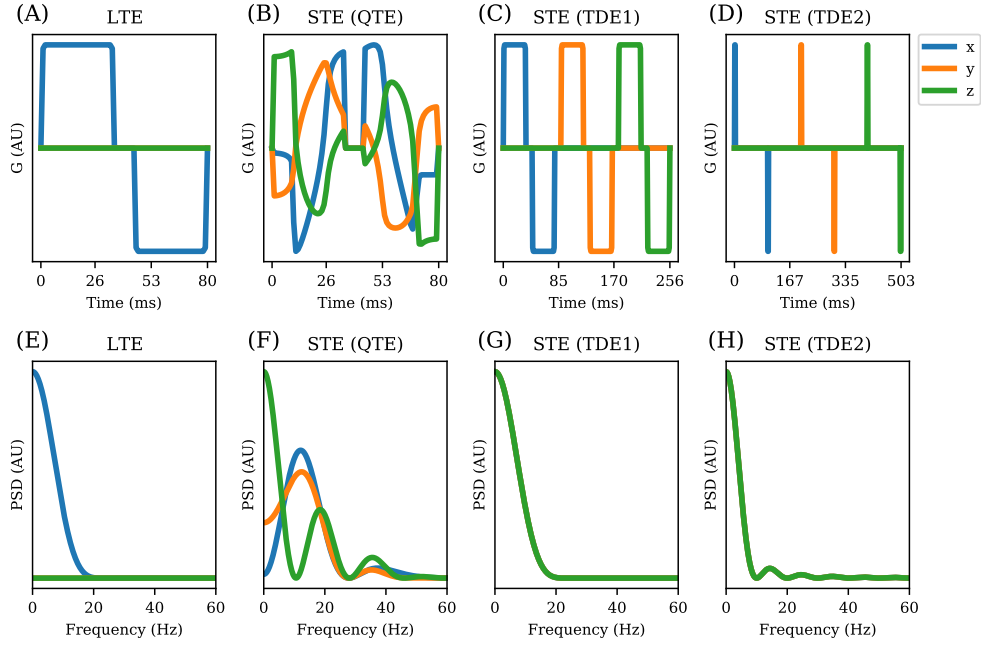 (A) LTE
(B) STE (QTE)
(C) STE (TDE1)
(D) STE (TDE2)
G (AU)
G (AU)
G (AU)
G (AU)
x
y
z
0 26 53 80
0 26 53 80
0 85 170 256
0 167 335 503
Time (ms)
Time (ms)
Time (ms)
Time (ms)
(E) LTE
(F) STE (QTE)
(G) STE (TDE1)
(H) STE (TDE2)
PSD (AU)
PSD (AU)
PSD (AU)
PSD (AU)
0 20 40 60
0 20 40 60
0 20 40 60
0 20 40 60
Frequency (Hz)
Frequency (Hz)
Frequency (Hz)
Frequency (Hz)